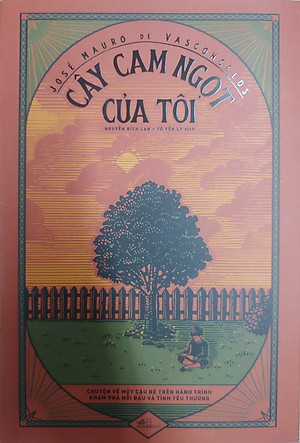 JOSÉ MAURO DE VASCONCELOS
CÂY CAM NGỌT
CỦA TÔI
NGUYỄN BÍCH LAN - TÔ YẾN LY DỊCH
CHUYỆN VỀ MỘT CẬU BÉ TRÊN HÀNH TRÌNH
KHÁM PHÁ NỖI ĐAU VÀ TÌNH YÊU THƯƠNG